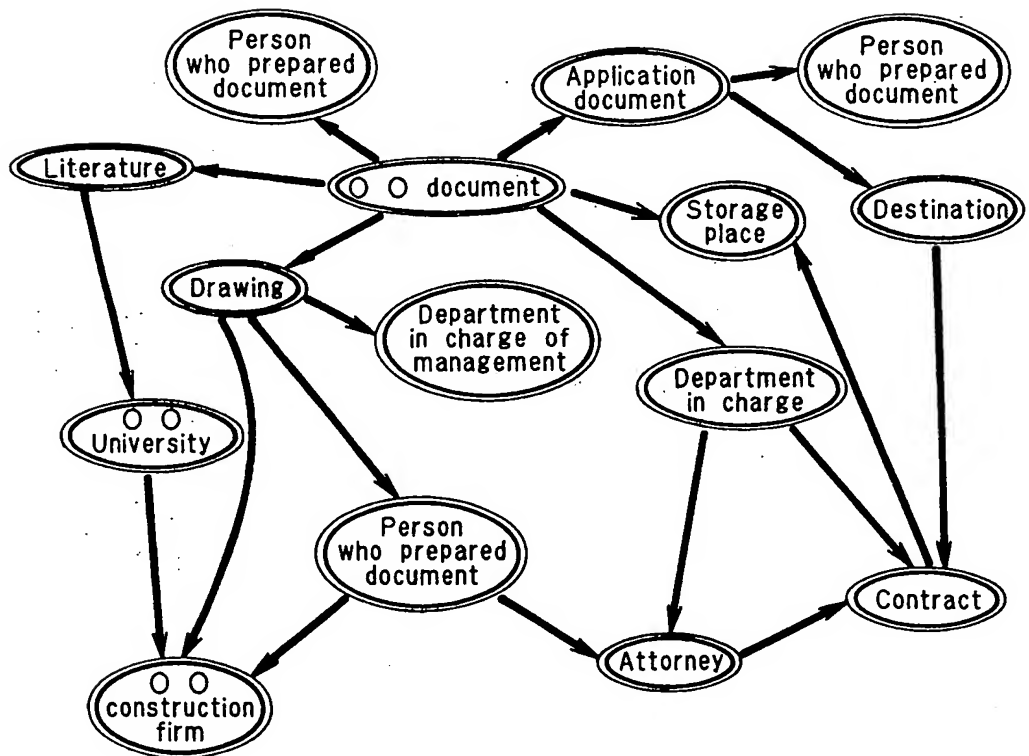 Person
who prepared
document
Application
document
Person
who prepared
document
Literature
○ ○ document
Storage
place
Destination
Drawing
Department
in charge of
management
Department
in charge
○ ○
University
Person
who prepared
document
Contract
Attorney
○ ○
construction
firm